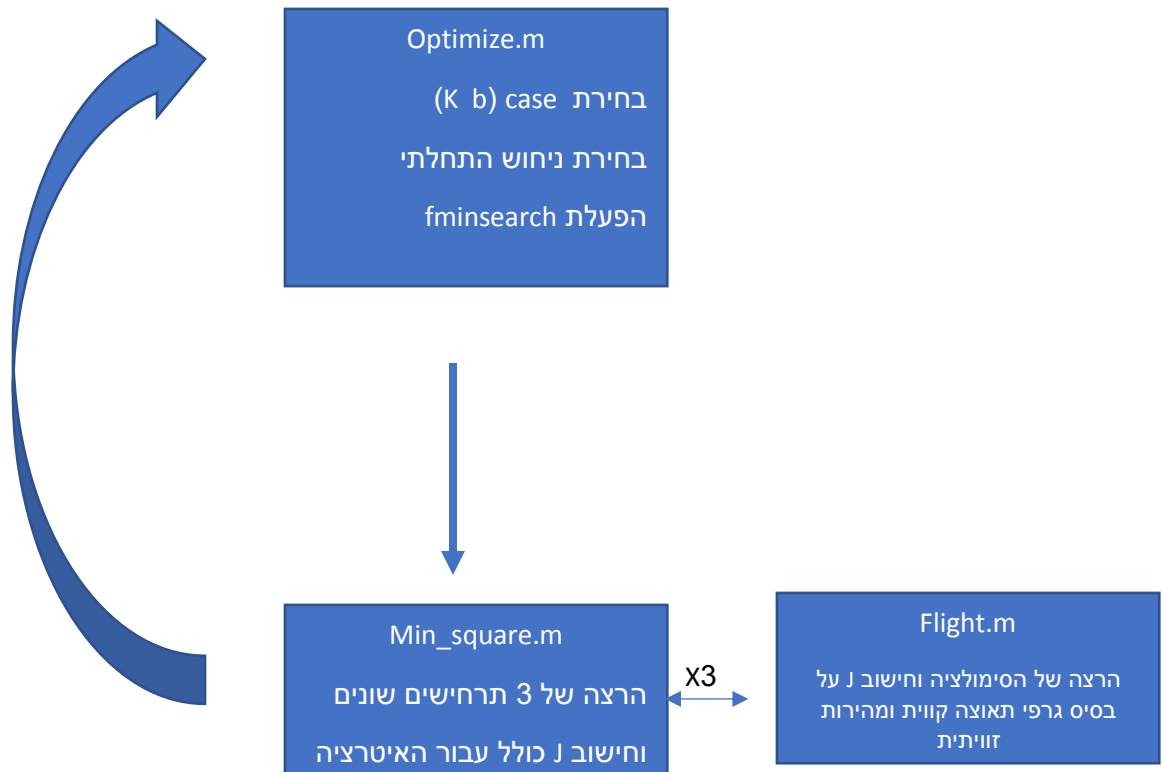 Optimize.m
בחירת case (K b)
בחירת ניחוש התחלתי
הפעלת fminsearch
Min_square.m
הרצה של 3 תרחישים שונים
וחישוב J כולל עבור האיטרציה
X3
Flight.m
הרצה של הסימולציה וחישוב J על
בסיס גרפי תאוצה קווית ומהירות
זוויתית